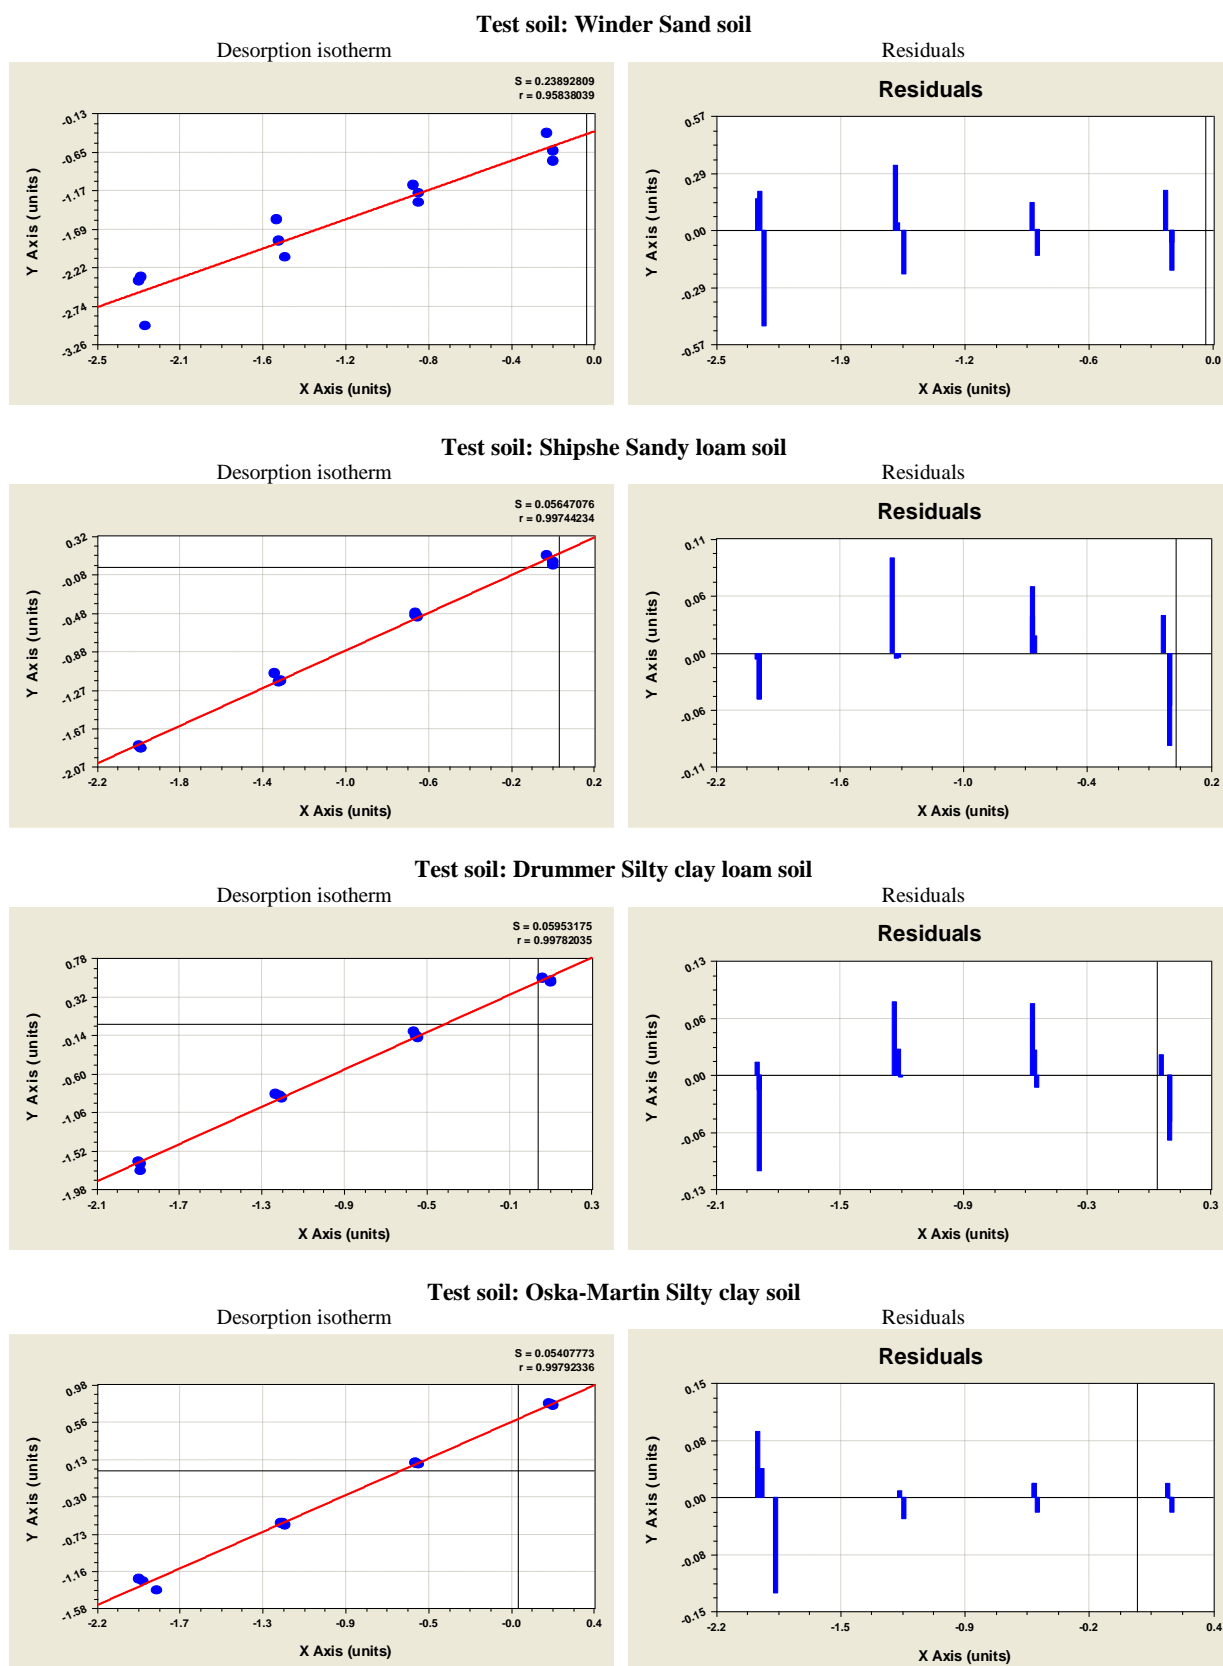 Test soil: Winder Sand soil
Desorption isotherm
Residuals
S = 0.23892809
r = 0.95838039
-0.13
-0.65
-1.17
-1.69
-2.22
-2.74
-3.26
Y Axis (units)
-2.5
-2.1
-1.7
-1.2
-0.8
-0.4
0.0
X Axis (units)
Residuals
0.57
0.29
0.00
-0.29
-0.57
Y Axis (units)
-2.5
-1.9
-1.2
-0.6
0.0
X Axis (units)
Test soil: Shipshe Sandy loam soil
Desorption isotherm
Residuals
S = 0.05647076
r = 0.99744234
0.32
-0.08
-0.48
-0.88
-1.27
-1.67
-2.07
Y Axis (units)
-2.2
-1.8
-1.4
-1.0
-0.6
-0.2
0.2
X Axis (units)
Residuals
0.11
0.06
0.00
-0.06
-0.11
Y Axis (units)
-2.2
-1.6
-1.0
-0.4
0.2
X Axis (units)
Test soil: Drummer Silty clay loam soil
Desorption isotherm
Residuals
S = 0.05953175
r = 0.99782035
0.78
0.32
-0.14
-0.60
-1.06
-1.52
-1.98
Y Axis (units)
-2.1
-1.7
-1.3
-0.9
-0.5
-0.1
0.3
X Axis (units)
Residuals
0.13
0.06
0.00
-0.06
-0.13
Y Axis (units)
-2.1
-1.5
-0.9
-0.3
0.3
X Axis (units)
Test soil: Oska-Martin Silty clay soil
Desorption isotherm
Residuals
S = 0.05407773
r = 0.99792336
0.98
0.56
0.13
-0.30
-0.73
-1.16
-1.58
Y Axis (units)
-2.2
-1.7
-1.3
-0.9
-0.5
-0.0
0.4
X Axis (units)
Residuals
0.15
0.08
0.00
-0.08
-0.15
Y Axis (units)
-2.2
-1.5
-0.9
-0.2
0.4
X Axis (units)